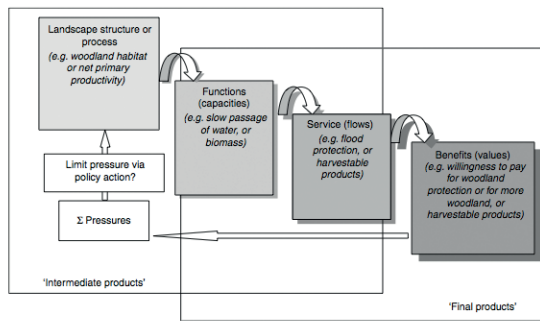 Landscape structure or
process
(e.g. woodland habitat
or net primary
productivity)
Functions
(capacities)
(e.g. slow passage
of water, or
biomass)
Service (flows)
(e.g. flood
protection, or
harvestable
products)
Benefits (values)
(e.g. willingness to pay
for woodland
protection or for more
woodland, or
harvestable products)
Limit pressure via
policy action?
Σ Pressures
'Intermediate products'
'Final products'